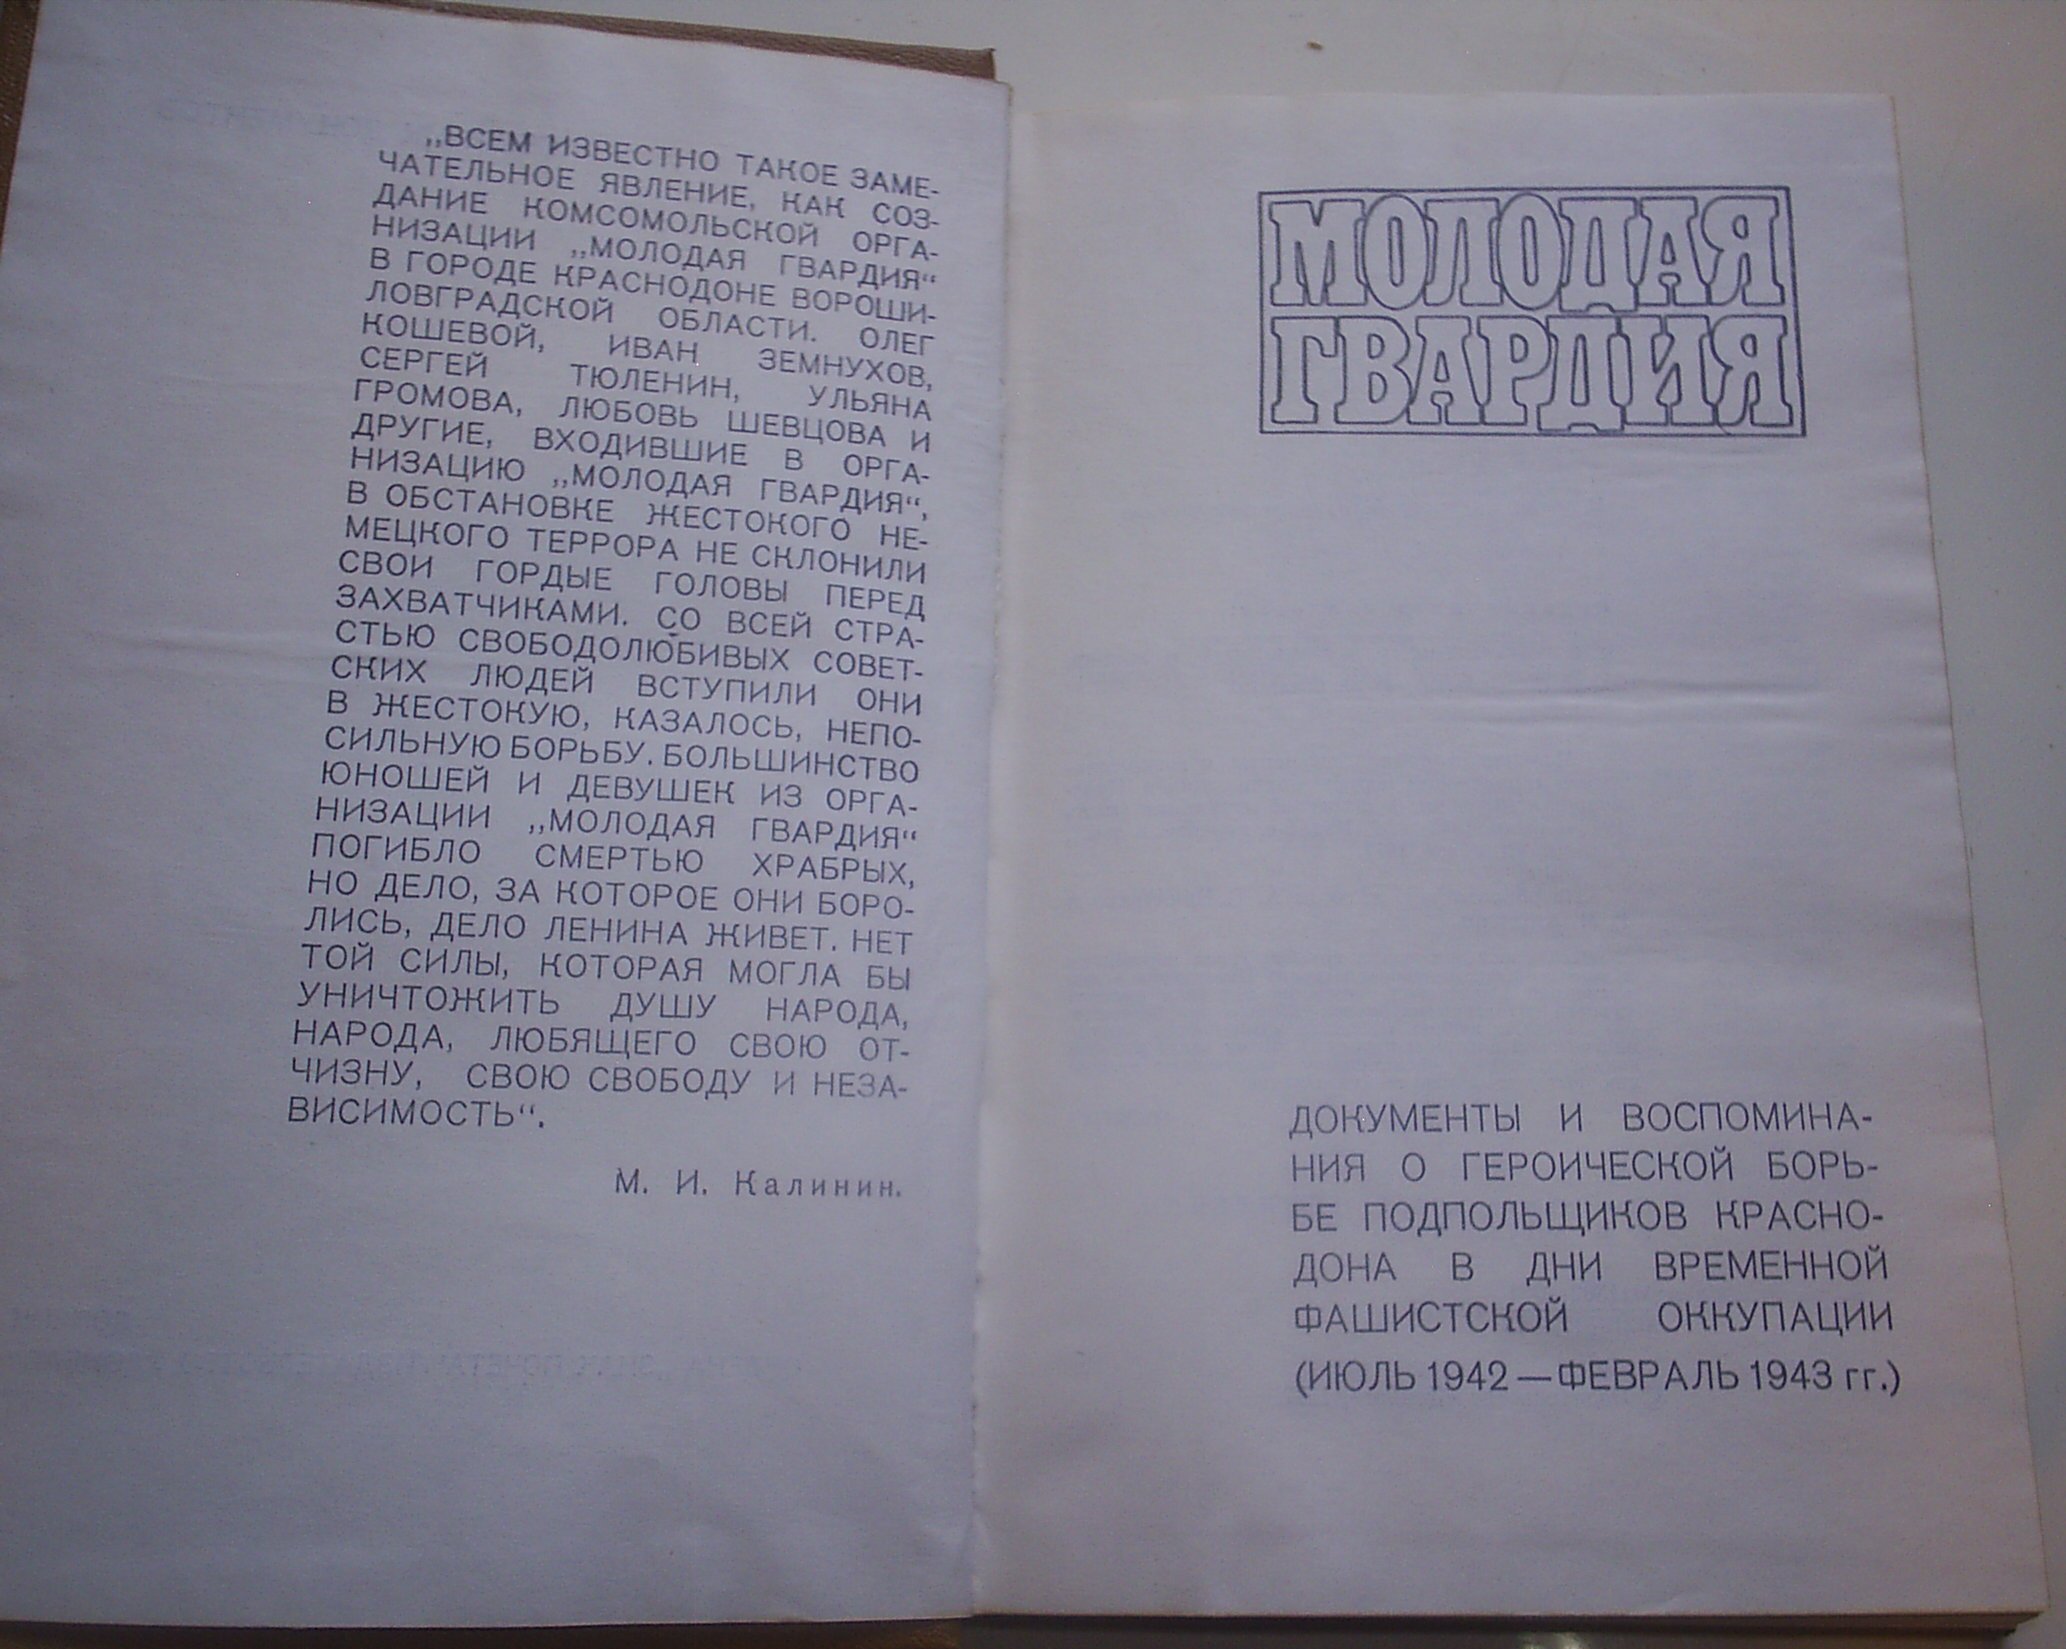 „ВСЕМ ИЗВЕСТНО ТАКОЕ ЗАМЕ-
ЧАТЕЛЬНОЕ ЯВЛЕНИЕ, КАК СОЗ-
ДАНИЕ КОМСОМОЛЬСКОЙ ОРГА-
НИЗАЦИИ „МОЛОДАЯ ГВАРДИЯ“
В ГОРОДЕ КРАСНОДОНЕ ВОРОШИ-
ЛОВГРАДСКОЙ ОБЛАСТИ. ОЛЕГ
КОШЕВОЙ, ИВАН ЗЕМНУХОВ,
СЕРГЕЙ ТЮЛЕНИН, УЛЬЯНА
ГРОМОВА, ЛЮБОВЬ ШЕВЦОВА И
ДРУГИЕ, ВХОДИВШИЕ В ОРГА-
НИЗАЦИЮ „МОЛОДАЯ ГВАРДИЯ“,
В ОБСТАНОВКЕ ЖЕСТОКОГО НЕ-
МЕЦКОГО ТЕРРОРА НЕ СКЛОНИЛИ
СВОИ ГОРДЫЕ ГОЛОВЫ ПЕРЕД
ЗАХВАТЧИКАМИ. СО ВСЕЙ СТРА-
СТЬЮ СВОБОДОЛЮБИВЫХ СОВЕТ-
СКИХ ЛЮДЕЙ ВСТУПИЛИ ОНИ
В ЖЕСТОКУЮ, КАЗАЛОСЬ, НЕПО-
СИЛЬНУЮ БОРЬБУ. БОЛЬШИНСТВО
ЮНОШЕЙ И ДЕВУШЕК ИЗ ОРГА-
НИЗАЦИИ „МОЛОДАЯ ГВАРДИЯ“
ПОГИБЛО СМЕРТЬЮ ХРАБРЫХ,
НО ДЕЛО, ЗА КОТОРОЕ ОНИ БОРО-
ЛИСЬ, ДЕЛО ЛЕНИНА ЖИВЕТ. НЕТ
ТОЙ СИЛЫ, КОТОРАЯ МОГЛА БЫ
УНИЧТОЖИТЬ ДУШУ НАРОДА,
НАРОДА, ЛЮБЯЩЕГО СВОЮ ОТ-
ЧИЗНУ, СВОЮ СВОБОДУ И НЕЗА-
ВИСИМОСТЬ“.
М. И. Калинин.
МОЛОДАЯ
ГВАРДИЯ
ДОКУМЕНТЫ И ВОСПОМИНА-
НИЯ О ГЕРОИЧЕСКОЙ БОРЬ-
БЕ ПОДПОЛЬЩИКОВ КРАСНО-
ДОНА В ДНИ ВРЕМЕННОЙ
ФАШИСТСКОЙ ОККУПАЦИИ
(ИЮЛЬ 1942 — ФЕВРАЛЬ 1943 гг.)